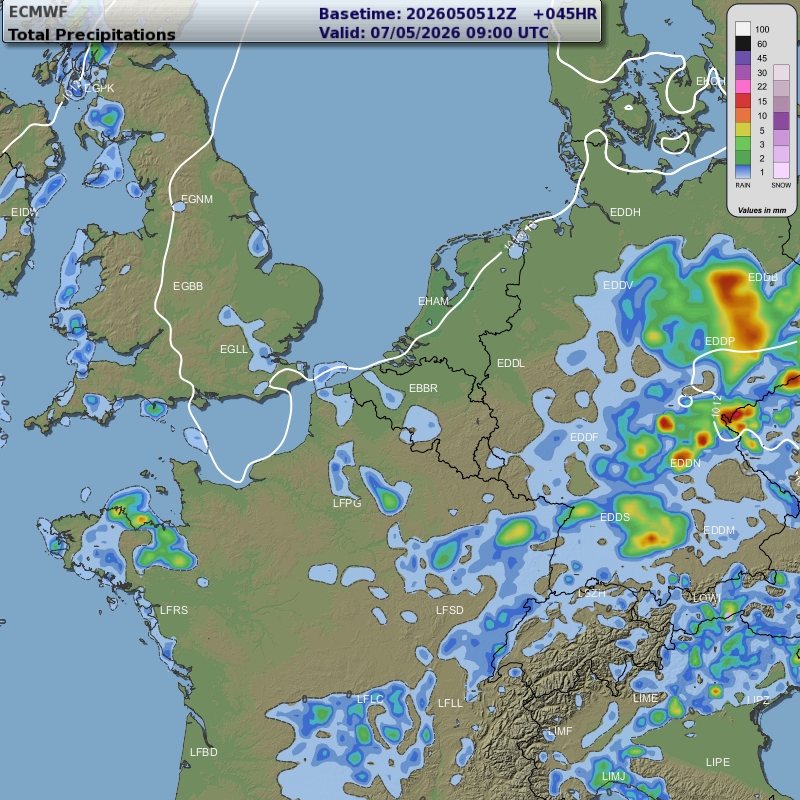 ECMWF
Basetime: 2026050512Z +045HR
Total Precipitations
Valid: 07/05/2026 09:00 UTC
100
60
45
30
22
15
10
5
3
2
1
RAIN
SNOW
Values in mm
EGPK
EKCH
EIDW
EGNM
EDDH
EGBB
EDDV
EDDB
EHAM
EGLL
EDDP
EDDL
EBBR
1012
EDDF
EDDN
LFPG
EDDS
EDDM
LFRS
LFSD
LSZH
LOWI
LFLC
LFLL
LIME
LIPZ
LIMF
LFBD
LIPE
LIMJ